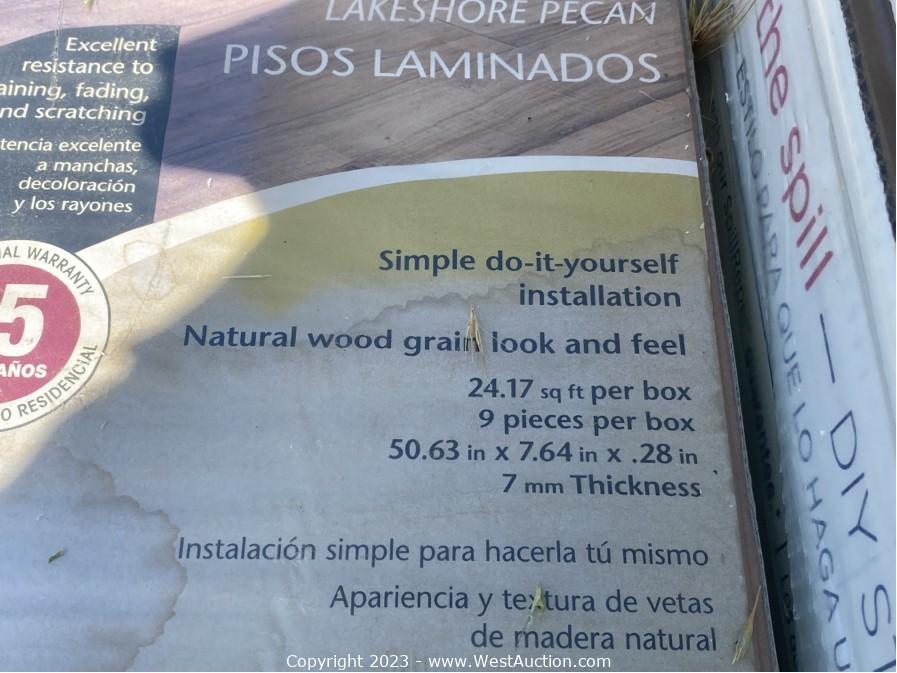 LAKESHORE PECAN
PISOS LAMINADOS
Excellent
resistance to
aining, fading,
nd scratching
tencia excelente
a manchas,
decoloración
y los rayones
AL WARRANTY
5
AÑOS
O RESIDENCIAL
Simple do-it-yourself
installation
Natural wood grain look and feel
24.17 sq ft per box
9 pieces per box
50.63 in x 7.64 in x .28 in
7 mm Thickness
Instalación simple para hacerla tú mismo
Apariencia y textura de vetas
de madera natural
the spill — DIY ST
ESTILO PARA QUE LO HAGA U
Copyright 2023 - www.WestAuction.com